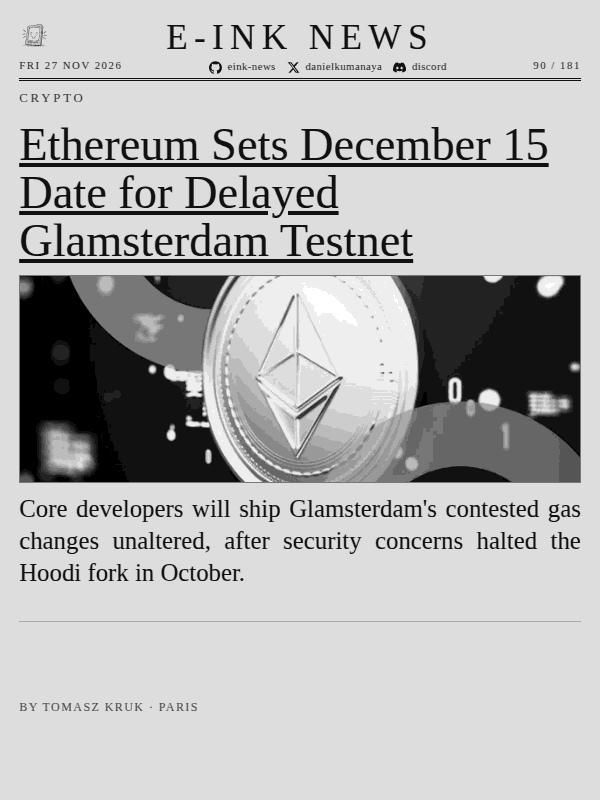 E-INK NEWS
FRI 27 NOV 2026
eink-news
danielkumanaya
discord
90 / 181
CRYPTO
Ethereum Sets December 15
Date for Delayed
Glamsterdam Testnet
Core developers will ship Glamsterdam's contested gas
changes unaltered, after security concerns halted the
Hoodi fork in October.
BY TOMASZ KRUK · PARIS